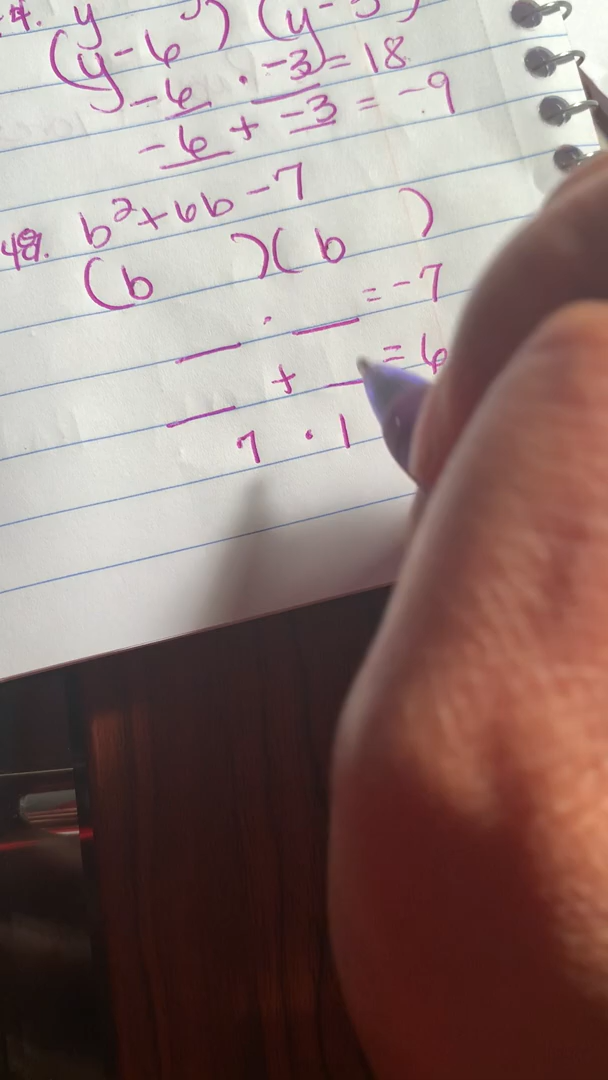 (y - 6) (y - 3)
-6 · -3 = 18
-6 + -3 = -9
48. b² + 6b - 7
(b )( b )
__ · __ = -7
__ + __ = 6
7 · 1